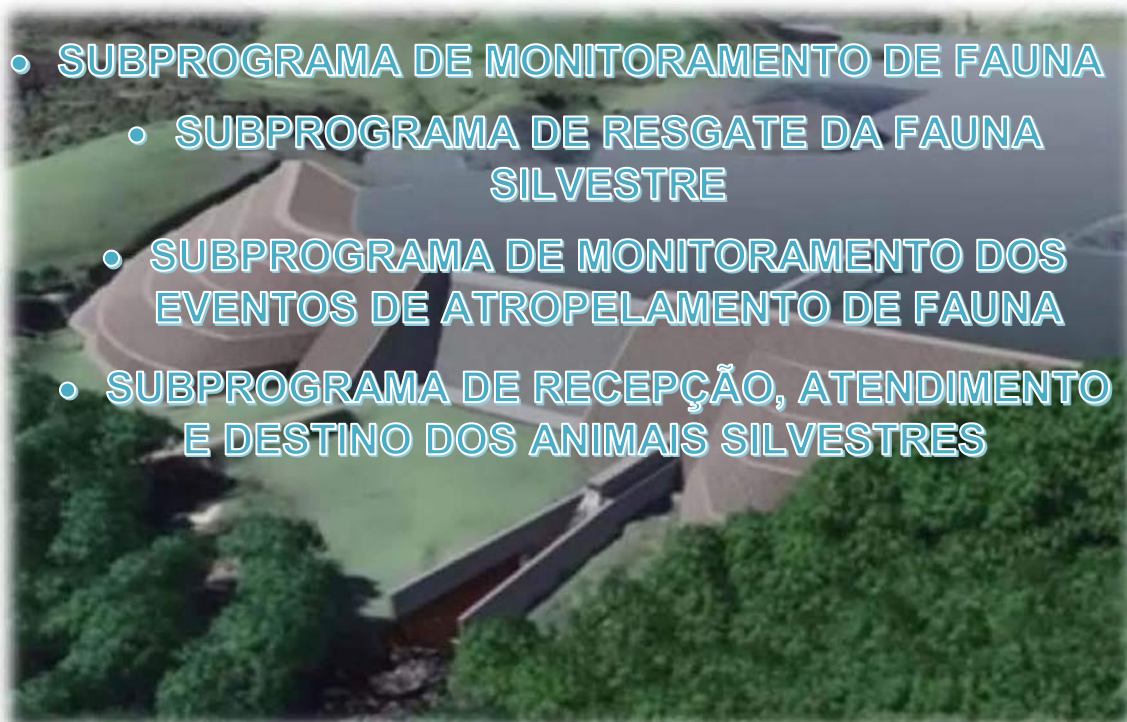 • SUBPROGRAMA DE MONITORAMENTO DE FAUNA
• SUBPROGRAMA DE RESGATE DA FAUNA
SILVESTRE
• SUBPROGRAMA DE MONITORAMENTO DOS
EVENTOS DE ATROPELAMENTO DE FAUNA
• SUBPROGRAMA DE RECEPÇÃO, ATENDIMENTO
E DESTINO DOS ANIMAIS SILVESTRES